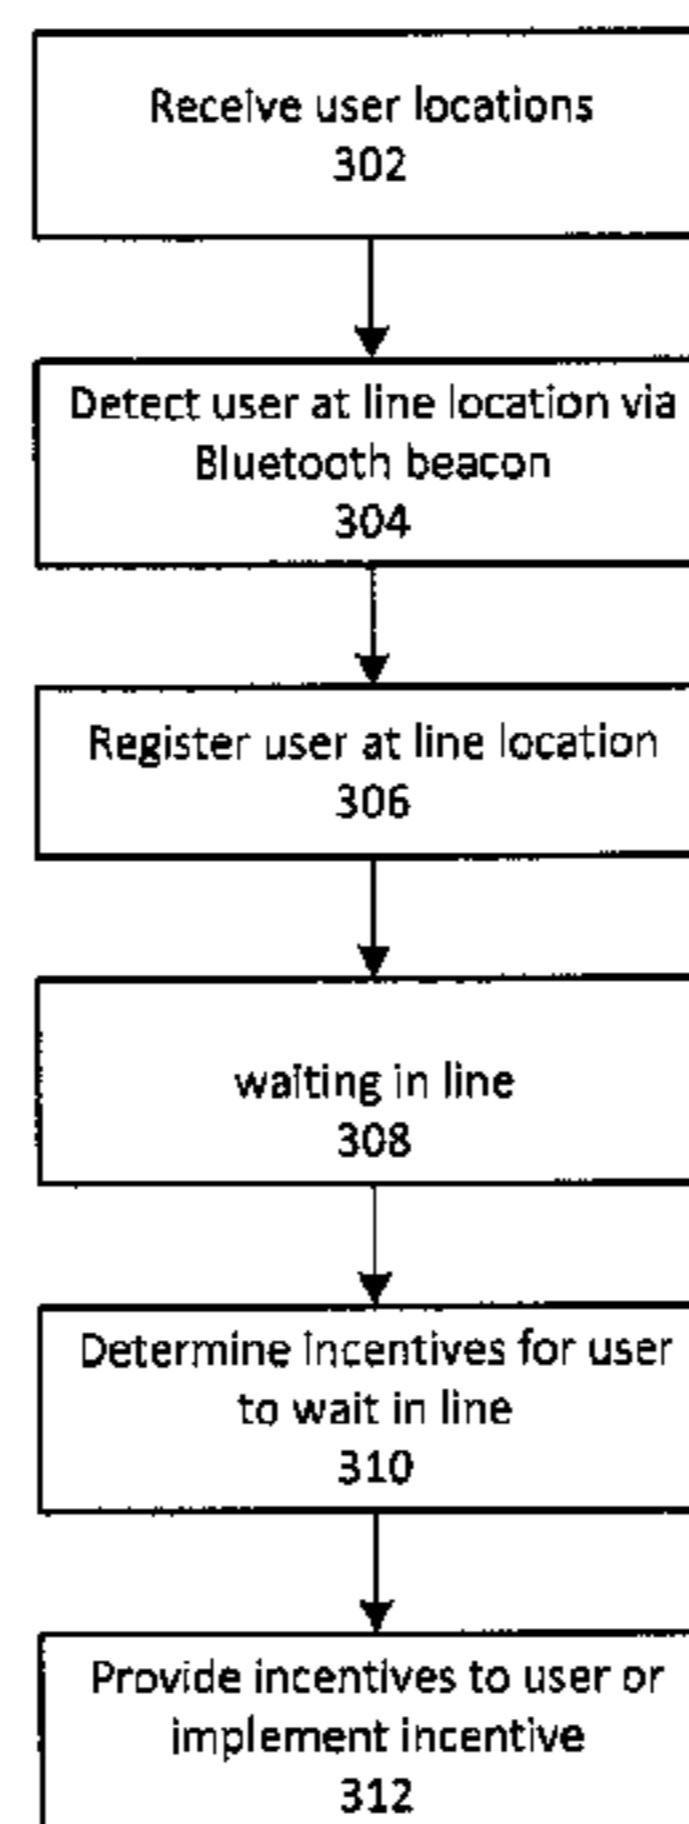 Receive user locations
302
Detect user at line location via
Bluetooth beacon
304
Register user at line location
306
waiting in line
308
Determine incentives for user
to wait in line
310
Provide incentives to user or
implement incentive
312